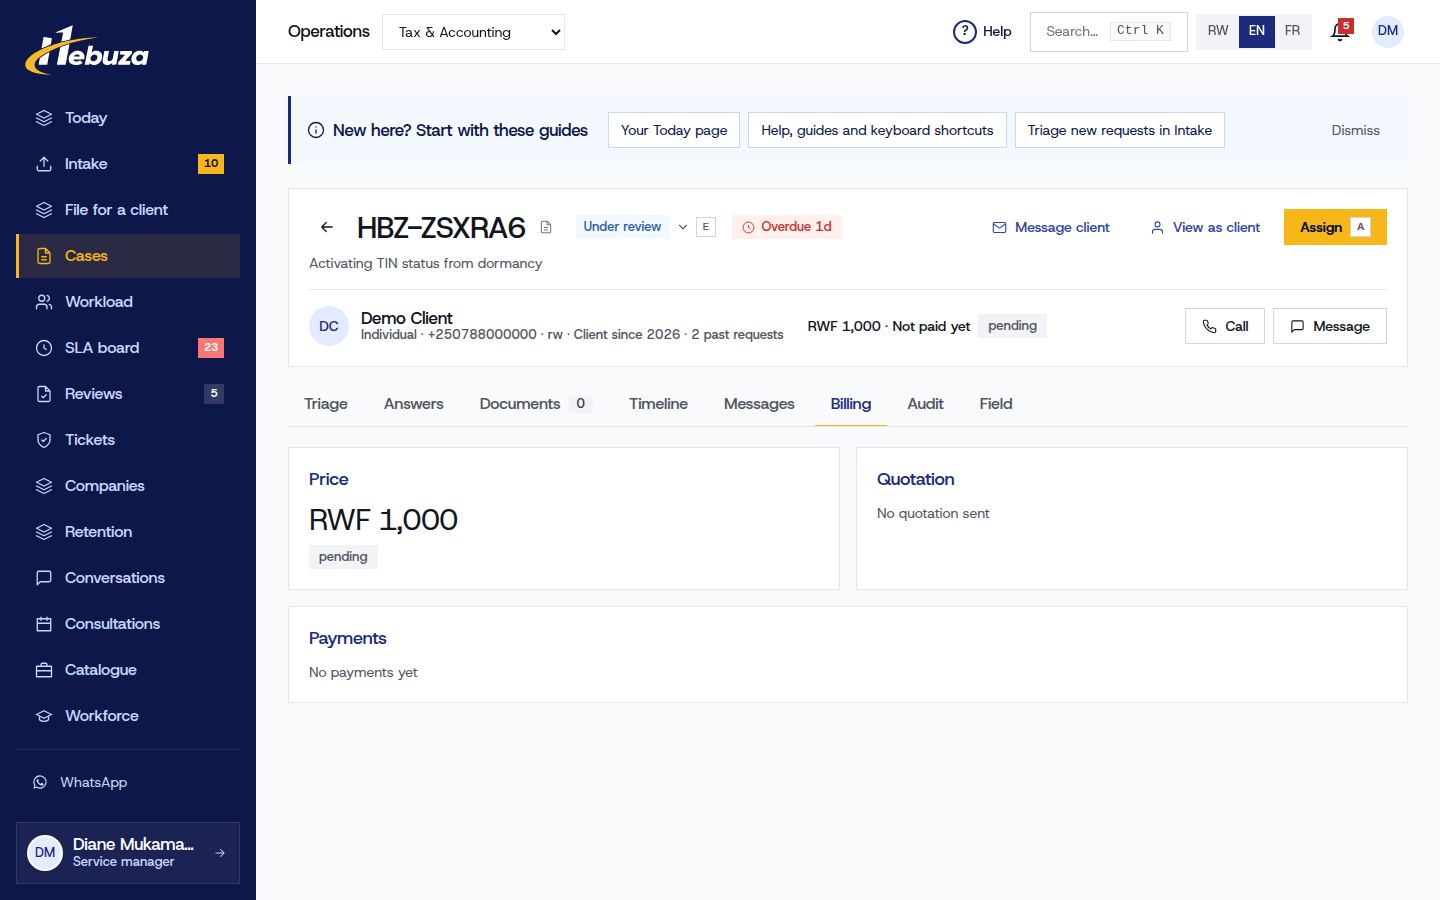 Hebuza
Today
Intake 10
File for a client
Cases
Workload
SLA board 23
Reviews 5
Tickets
Companies
Retention
Conversations
Consultations
Catalogue
Workforce
WhatsApp
DM Diane Mukama...
Service manager
Operations Tax & Accounting ? Help Search... Ctrl K RW EN FR 5 DM
New here? Start with these guides Your Today page Help, guides and keyboard shortcuts Triage new requests in Intake Dismiss
HBZ-ZSXRA6 Under review E Overdue 1d Message client View as client Assign A
Activating TIN status from dormancy
DC Demo Client
Individual · +250788000000 · rw · Client since 2026 · 2 past requests
RWF 1,000 · Not paid yet pending Call Message
Triage Answers Documents 0 Timeline Messages Billing Audit Field
Price
RWF 1,000
pending
Quotation
No quotation sent
Payments
No payments yet